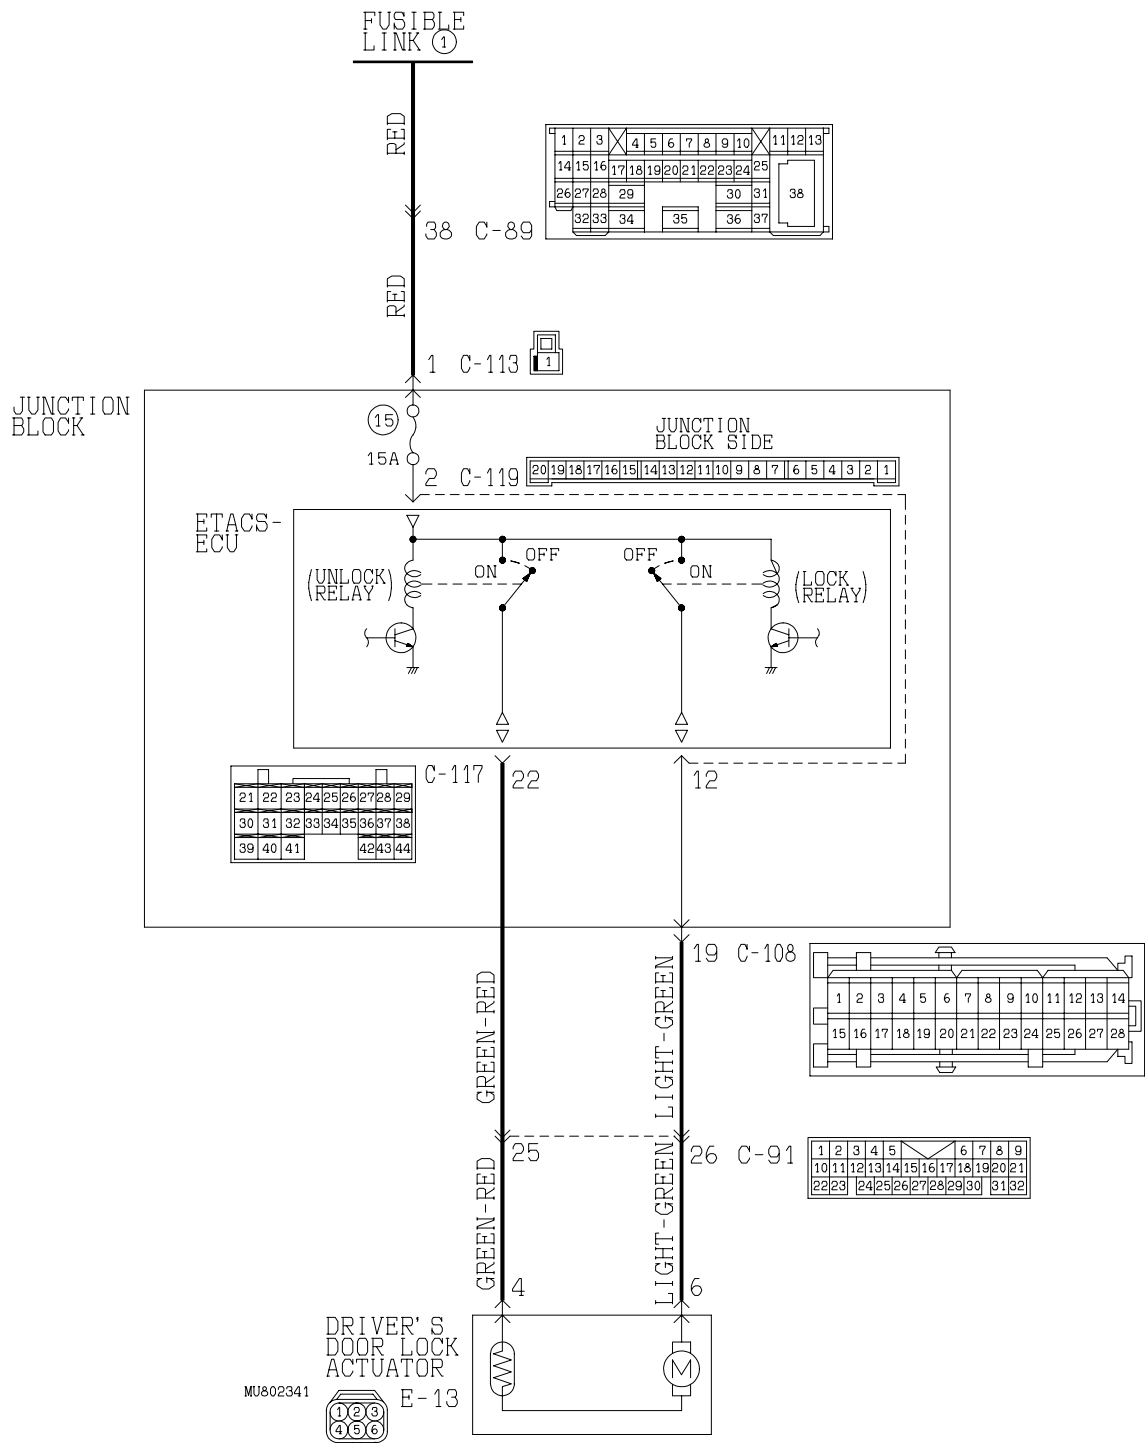 FUSIBLE
LINK 1
RED
1 2 3 4 5 6 7 8 9 10 11 12 13
14 15 16 17 18 19 20 21 22 23 24 25
26 27 28 29 30 31 38
32 33 34 35 36 37
38 C-89
RED
1 C-113 1
JUNCTION
BLOCK
15
15A
JUNCTION
BLOCK SIDE
2 C-119
20 19 18 17 16 15 14 13 12 11 10 9 8 7 6 5 4 3 2 1
ETACS-
ECU
OFF OFF
ON ON
(UNLOCK
RELAY)
(LOCK
RELAY)
C-117 22 12
21 22 23 24 25 26 27 28 29
30 31 32 33 34 35 36 37 38
39 40 41 42 43 44
19 C-108
GREEN-RED
LIGHT-GREEN
1 2 3 4 5 6 7 8 9 10 11 12 13 14
15 16 17 18 19 20 21 22 23 24 25 26 27 28
25 26 C-91
1 2 3 4 5 6 7 8 9
10 11 12 13 14 15 16 17 18 19 20 21
22 23 24 25 26 27 28 29 30 31 32
GREEN-RED
LIGHT-GREEN
4 6
DRIVER'S
DOOR LOCK
ACTUATOR
M
MU802341
E-13
1 2 3
4 5 6